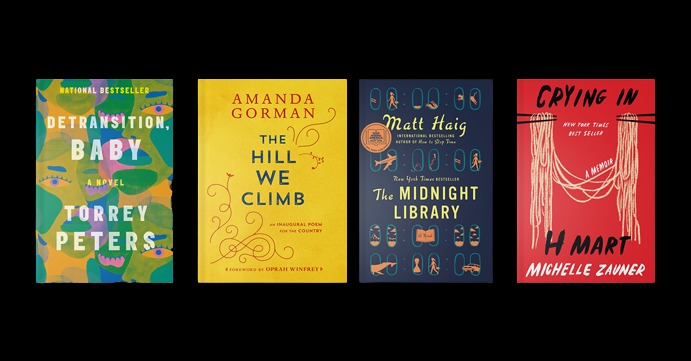 NATIONAL BESTSELLER
DETRANSITION,
BABY
A NOVEL
TORREY
PETERS
AMANDA
GORMAN
THE
HILL
WE
CLIMB
AN INAUGURAL POEM
FOR THE COUNTRY
FOREWORD BY OPRAH WINFREY
Matt Haig
INTERNATIONAL BESTSELLING
AUTHOR OF How to Stop Time
New York Times BESTSELLER
The MIDNIGHT
LIBRARY
CRYING IN
NEW YORK TIMES
BEST SELLER
A MEMOIR
H MART
MICHELLE ZAUNER